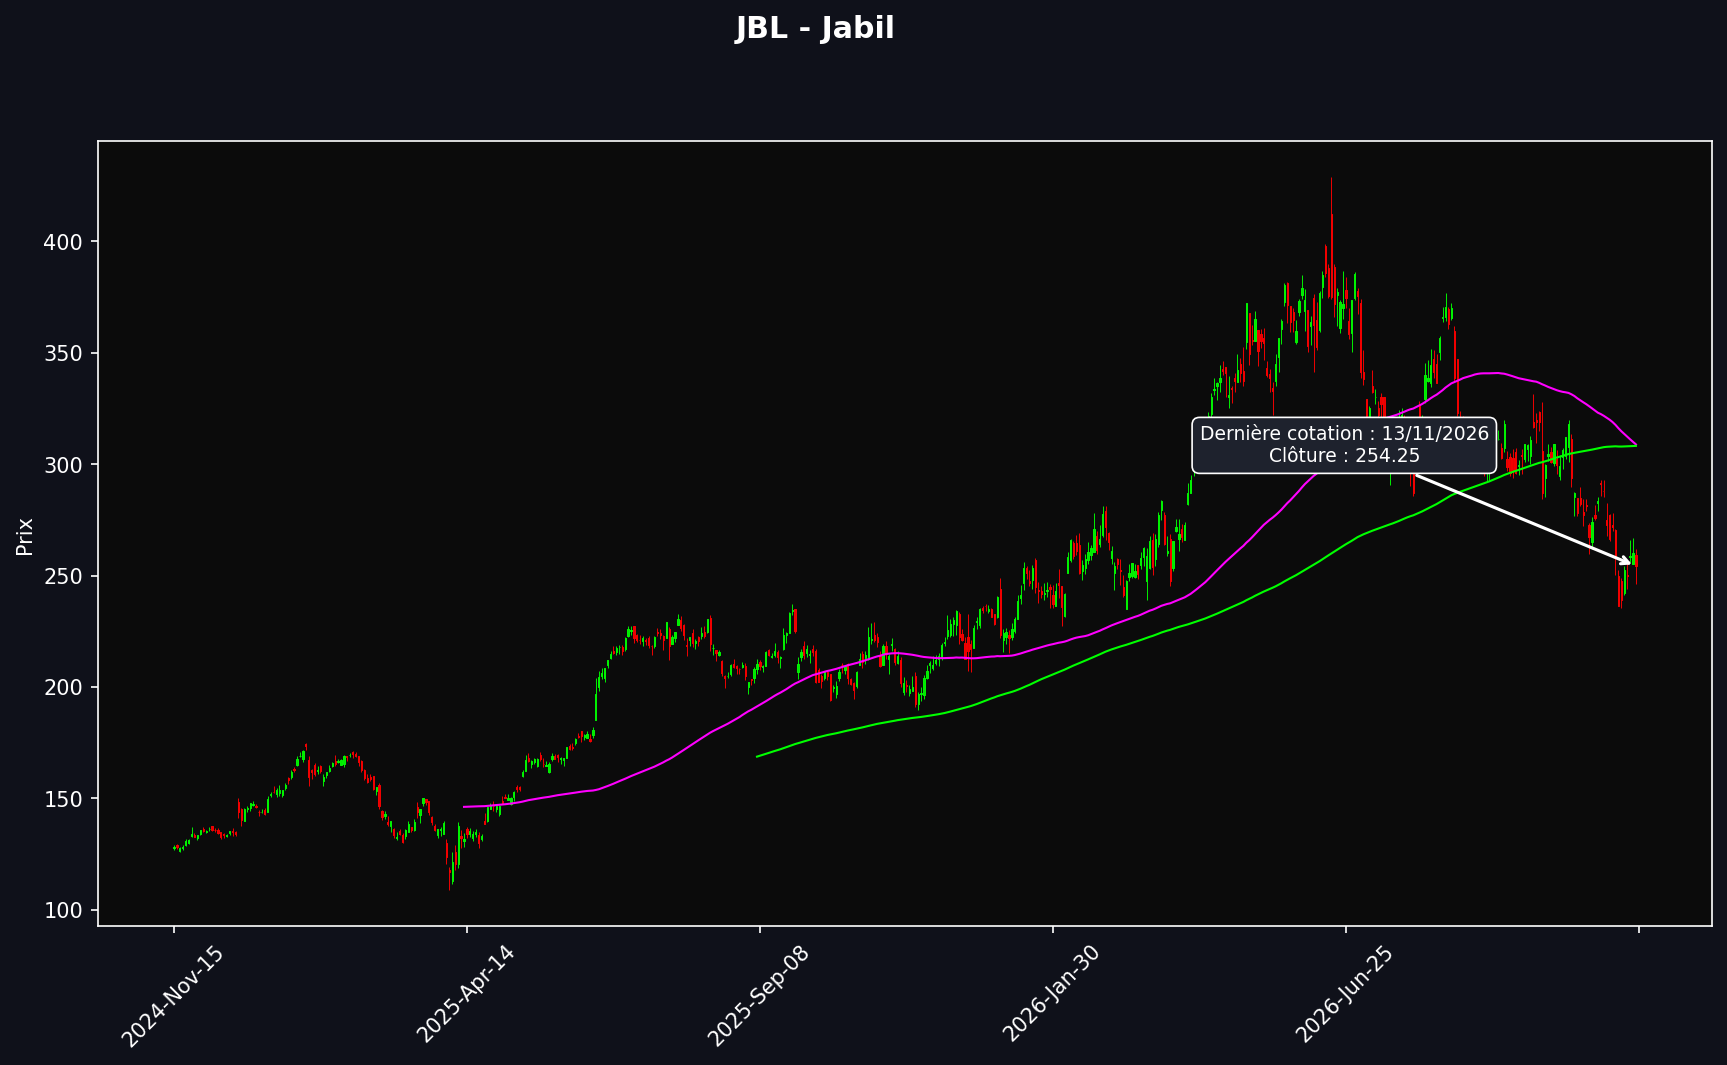 JBL - Jabil
400
350
300
250
200
150
100
Prix
Dernière cotation : 13/11/2026
Clôture : 254.25
2024-Nov-15
2025-Apr-14
2025-Sep-08
2026-Jan-30
2026-Jun-25